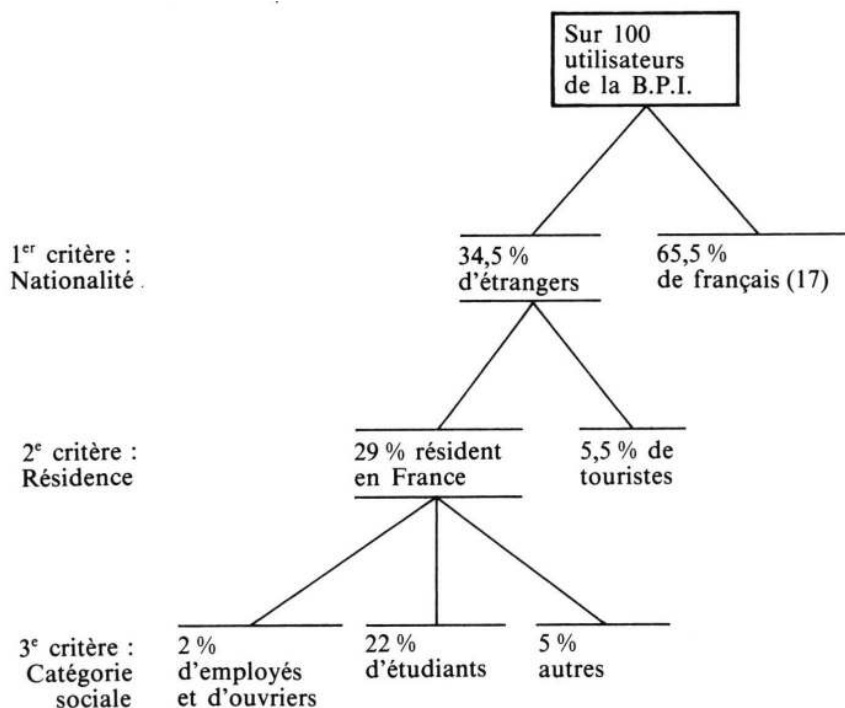 Sur 100
utilisateurs
de la B.P.I.
1er critère :
Nationalité
34,5 %
d'étrangers
65,5 %
de français (17)
2e critère :
Résidence
29 % résident
en France
5,5 % de
touristes
3e critère :
Catégorie
sociale
2 %
d'employés
et d'ouvriers
22 %
d'étudiants
5 %
autres